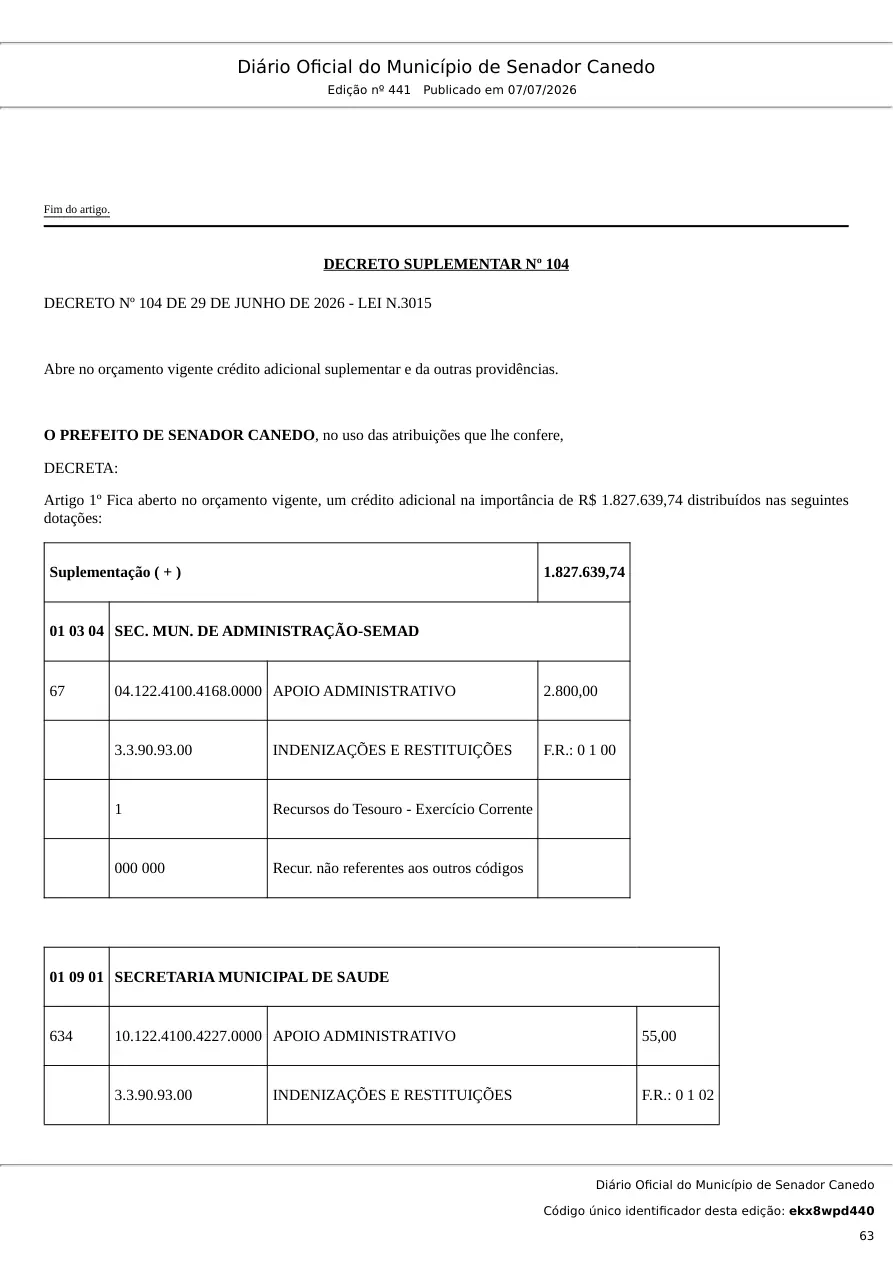 Diário Oficial do Município de Senador Canedo
Edição nº 441 Publicado em 07/07/2026
Fim do artigo.
DECRETO SUPLEMENTAR Nº 104
DECRETO Nº 104 DE 29 DE JUNHO DE 2026 - LEI N.3015
Abre no orçamento vigente crédito adicional suplementar e da outras providências.
O PREFEITO DE SENADOR CANEDO, no uso das atribuições que lhe confere,
DECRETA:
Artigo 1º Fica aberto no orçamento vigente, um crédito adicional na importância de R$ 1.827.639,74 distribuídos nas seguintes
dotações:
Suplementação ( + ) 1.827.639,74
01 03 04 SEC. MUN. DE ADMINISTRAÇÃO-SEMAD
67 04.122.4100.4168.0000 APOIO ADMINISTRATIVO 2.800,00
3.3.90.93.00 INDENIZAÇÕES E RESTITUIÇÕES F.R.: 0 1 00
1 Recursos do Tesouro - Exercício Corrente
000 000 Recur. não referentes aos outros códigos
01 09 01 SECRETARIA MUNICIPAL DE SAUDE
634 10.122.4100.4227.0000 APOIO ADMINISTRATIVO 55,00
3.3.90.93.00 INDENIZAÇÕES E RESTITUIÇÕES F.R.: 0 1 02
Diário Oficial do Município de Senador Canedo
Código único identificador desta edição: ekx8wpd440
63